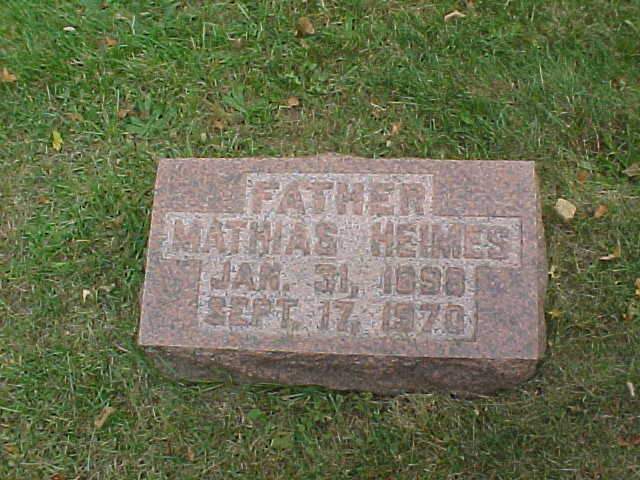 FATHER
MATHIAS HEIMES
JAN. 31, 1898
SEPT. 17, 1970